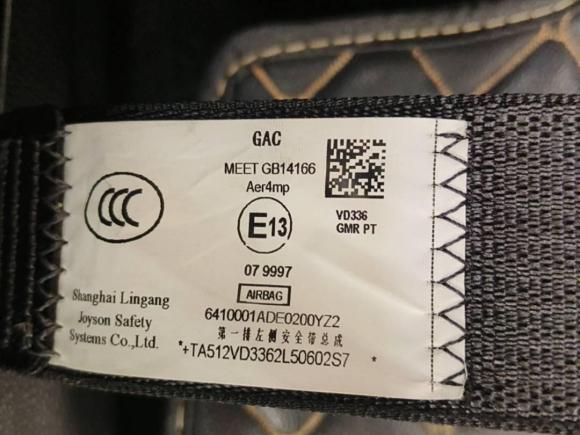 GAC
MEET GB14166
Aer4mp
CCC
E13
VD336
GMR PT
07 9997
AIRBAG
Shanghai Lingang
Joyson Safety
Systems Co.,Ltd.
6410001ADE0200YZ2
第一排左侧安全带总成
*+TA512VD3362L50602S7 *